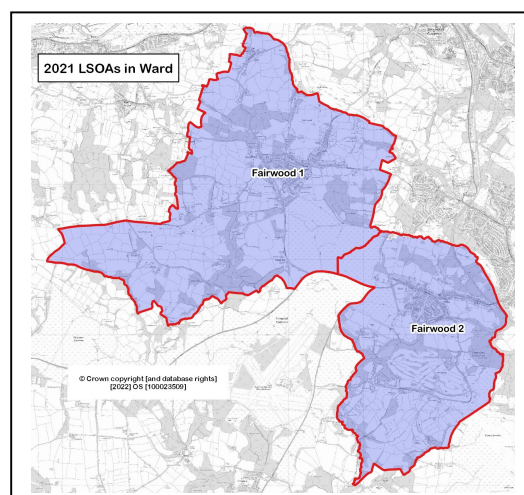 2021 LSOAs in Ward
Fairwood 1
Fairwood 2
© Crown copyright [and database rights]
[2022] OS [100023509]